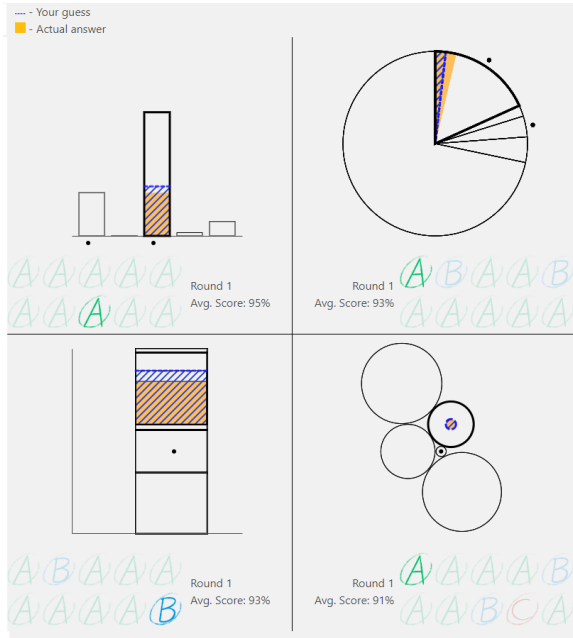 - Your guess
- Actual answer
A A A A A
A A A A A
Round 1
Avg. Score: 95%
Round 1
Avg. Score: 93%
A B A A B
A A A A A
A B A A A
A A A A B
Round 1
Avg. Score: 93%
Round 1
Avg. Score: 91%
A A A A B
A A B C A